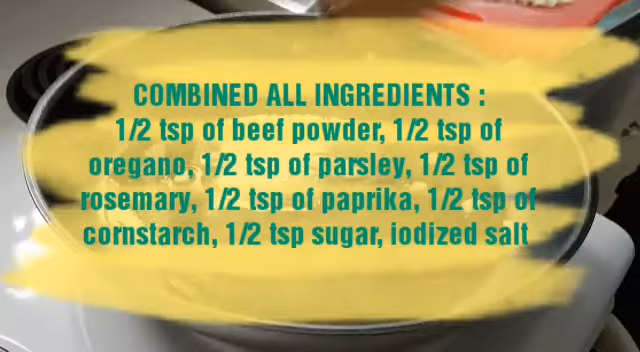 COMBINED ALL INGREDIENTS :
1/2 tsp of beef powder, 1/2 tsp of
oregano, 1/2 tsp of parsley, 1/2 tsp of
rosemary, 1/2 tsp of paprika, 1/2 tsp of
cornstarch, 1/2 tsp sugar, iodized salt